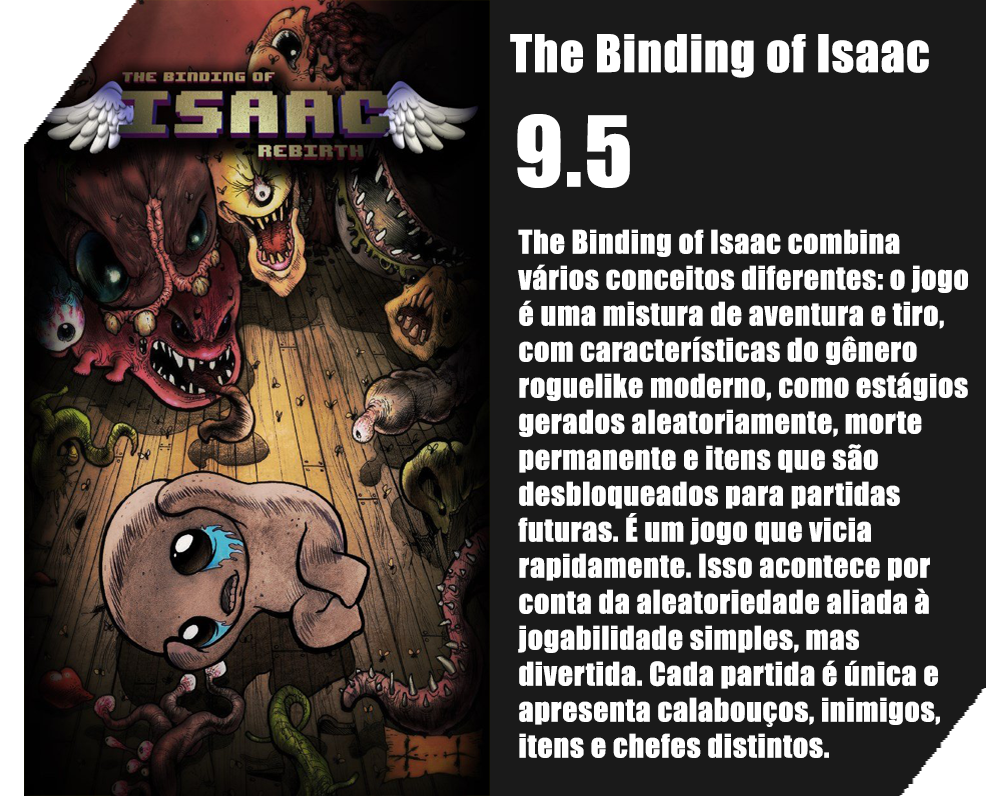 THE BINDING OF
ISAAC
REBIRTH
The Binding of Isaac
9.5
The Binding of Isaac combina
vários conceitos diferentes: o jogo
é uma mistura de aventura e tiro,
com características do gênero
roguelike moderno, como estágios
gerados aleatoriamente, morte
permanente e itens que são
desbloqueados para partidas
futuras. É um jogo que vicia
rapidamente. Isso acontece por
conta da aleatoriedade aliada à
jogabilidade simples, mas
divertida. Cada partida é única e
apresenta calabouços, inimigos,
itens e chefes distintos.